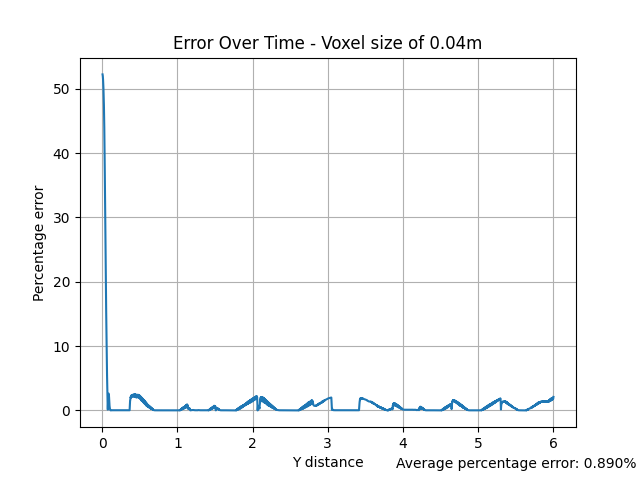 Error Over Time - Voxel size of 0.04m
Percentage error
50
40
30
20
10
0
0 1 2 3 4 5 6
Y distance
Average percentage error: 0.890%